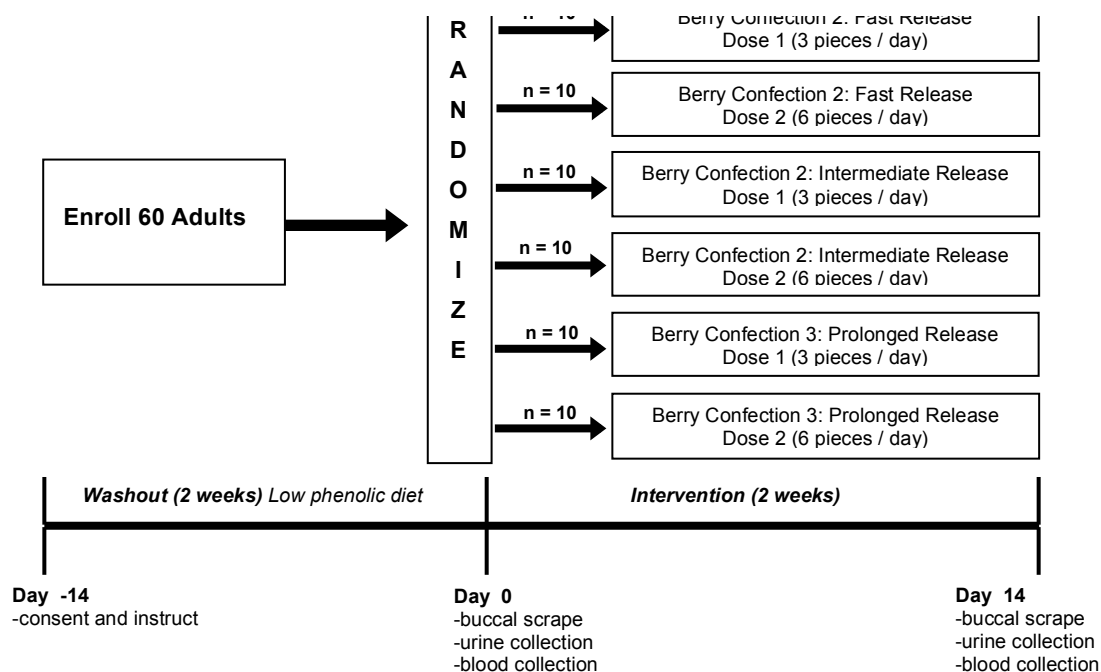 n = 10
Berry Confection 2: Fast Release
Dose 1 (3 pieces / day)
n = 10
Berry Confection 2: Fast Release
Dose 2 (6 pieces / day)
n = 10
Berry Confection 2: Intermediate Release
Dose 1 (3 pieces / day)
Enroll 60 Adults
R
A
N
D
O
M
I
Z
E
n = 10
Berry Confection 2: Intermediate Release
Dose 2 (6 pieces / day)
n = 10
Berry Confection 3: Prolonged Release
Dose 1 (3 pieces / day)
n = 10
Berry Confection 3: Prolonged Release
Dose 2 (6 pieces / day)
Washout (2 weeks) Low phenolic diet
Intervention (2 weeks)
Day -14
-consent and instruct
Day 0
-buccal scrape
-urine collection
-blood collection
Day 14
-buccal scrape
-urine collection
-blood collection